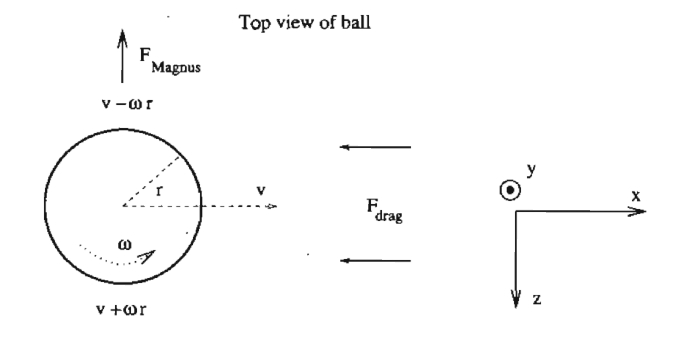 Top view of ball
F Magnus
v − ω r
r
v
ω
v + ω r
F drag
y
x
z